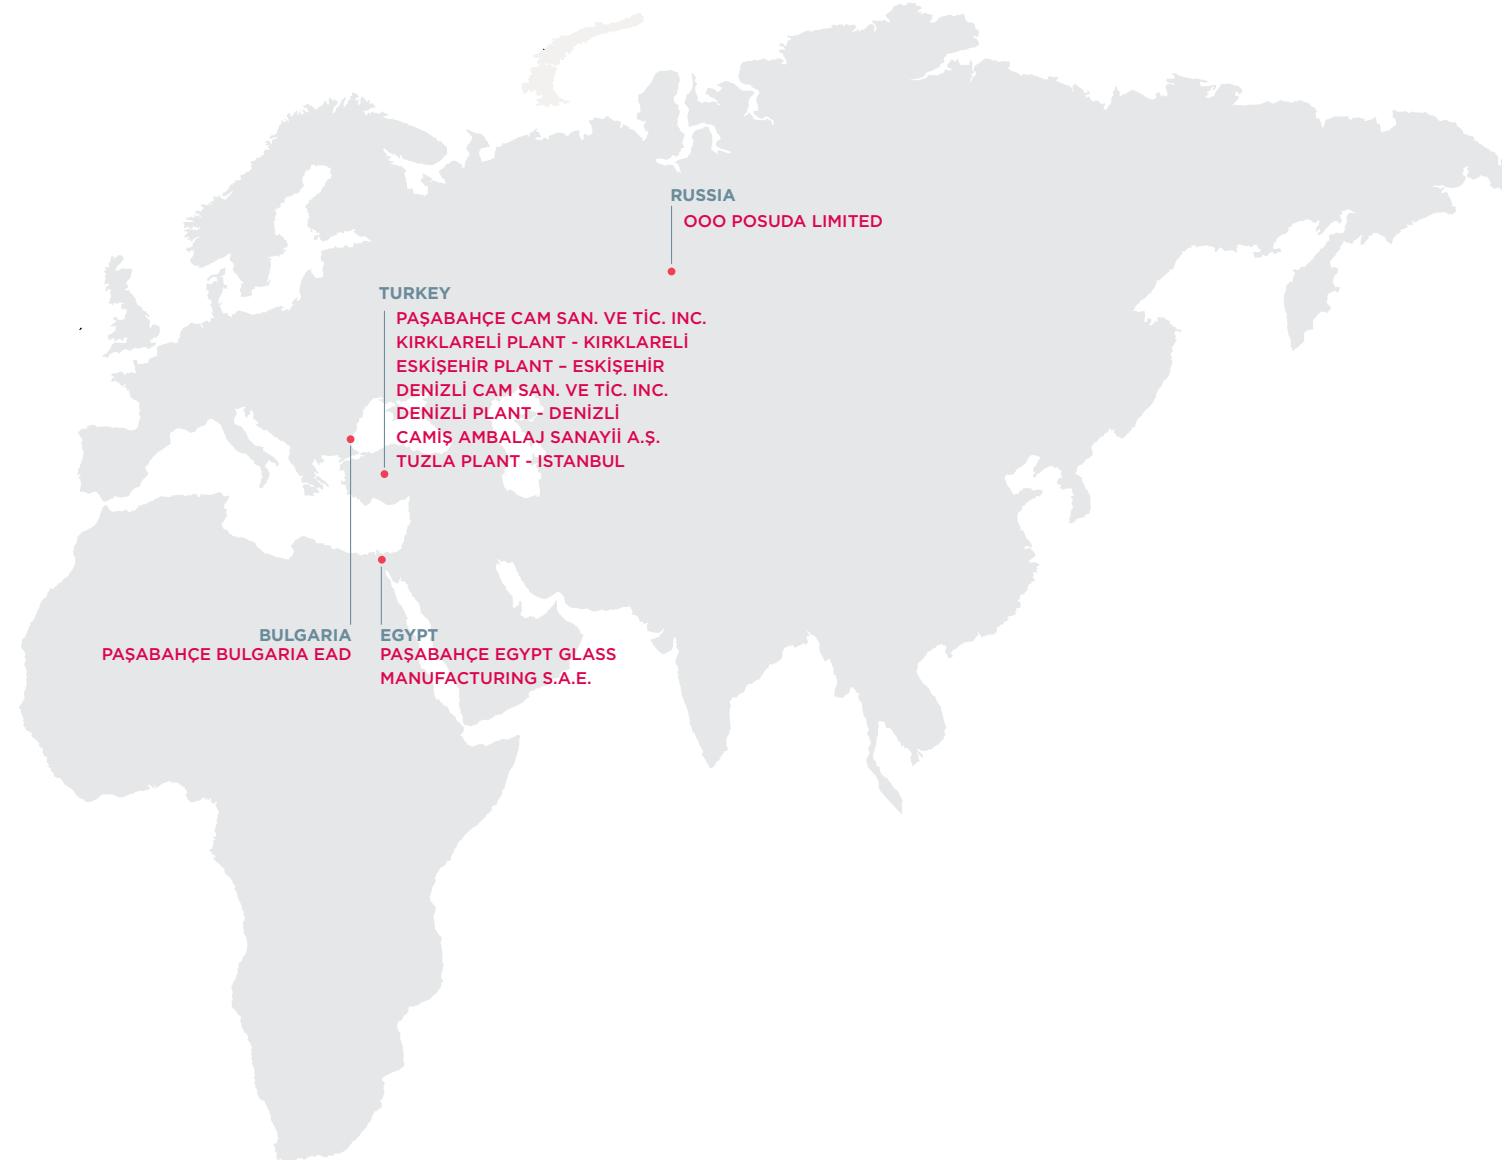 RUSSIA
OOO POSUDA LIMITED
TURKEY
PAŞABAHÇE CAM SAN. VE TİC. INC.
KIRKLARELİ PLANT - KIRKLARELİ
ESKİŞEHİR PLANT – ESKİŞEHİR
DENİZLİ CAM SAN. VE TİC. INC.
DENİZLİ PLANT - DENİZLİ
CAMİŞ AMBALAJ SANAYİİ A.Ş.
TUZLA PLANT - ISTANBUL
BULGARIA
PAŞABAHÇE BULGARIA EAD
EGYPT
PAŞABAHÇE EGYPT GLASS
MANUFACTURING S.A.E.